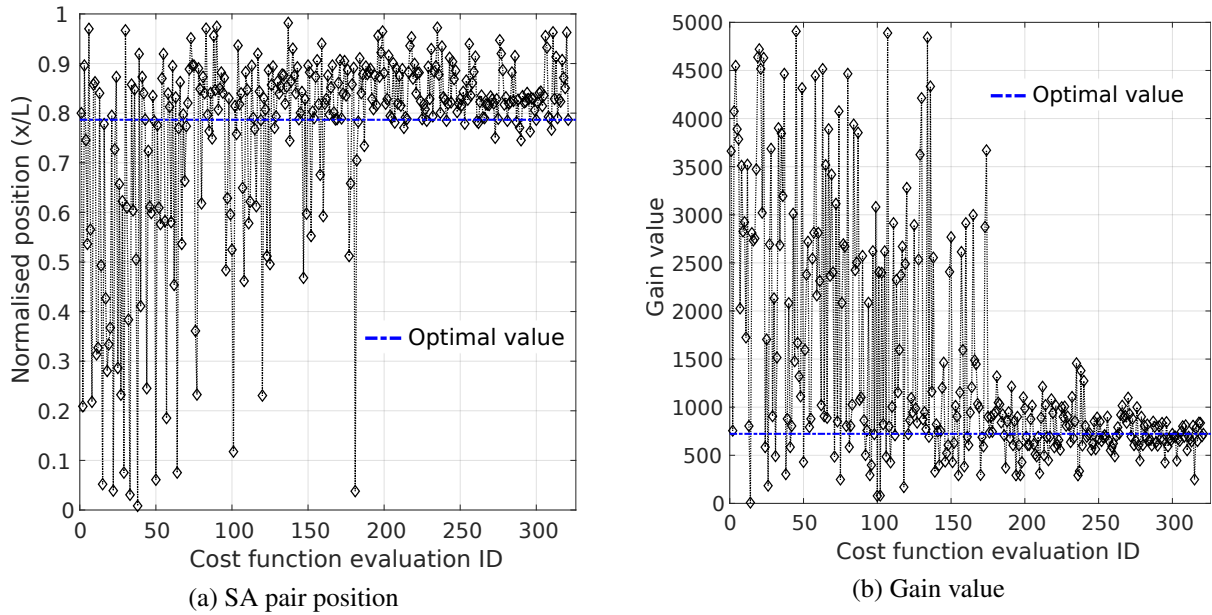 1
0.9
0.8
0.7
0.6
0.5
0.4
0.3
0.2
0.1
0
Normalised position (x/L)
Optimal value
0 50 100 150 200 250 300
Cost function evaluation ID
(a) SA pair position
5000
4500
4000
3500
3000
2500
2000
1500
1000
500
0
Gain value
Optimal value
0 50 100 150 200 250 300
Cost function evaluation ID
(b) Gain value